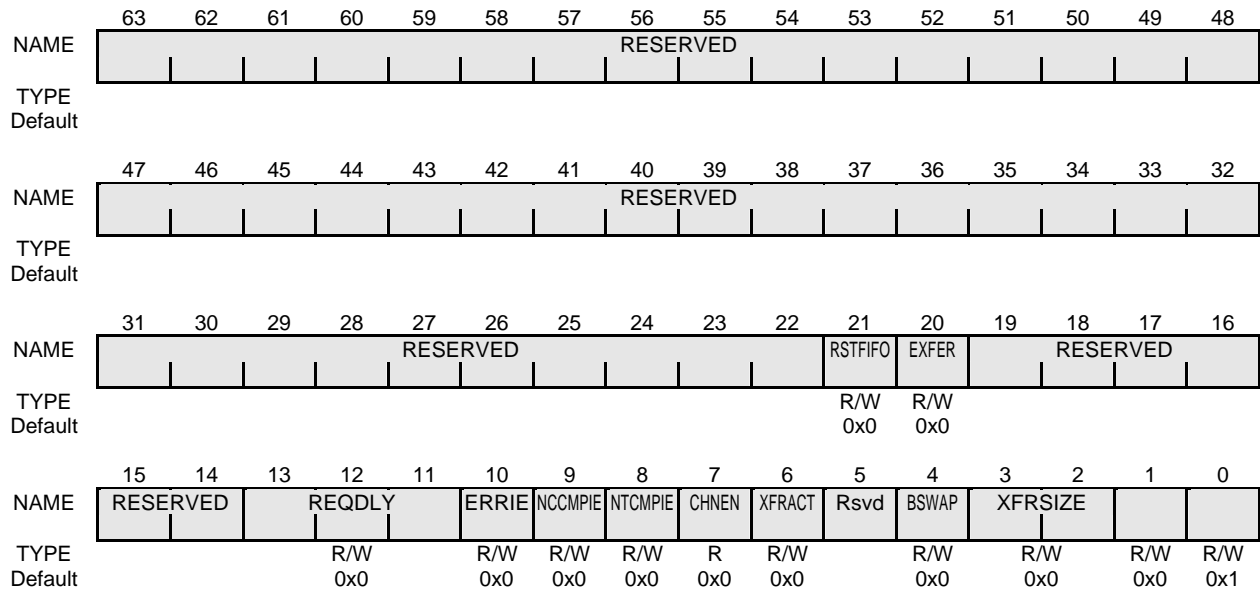 63 62 61 60 59 58 57 56 55 54 53 52 51 50 49 48
NAME RESERVED
TYPE
Default
47 46 45 44 43 42 41 40 39 38 37 36 35 34 33 32
NAME RESERVED
TYPE
Default
31 30 29 28 27 26 25 24 23 22 21 20 19 18 17 16
NAME RESERVED RSTFIFO EXFER RESERVED
TYPE R/W R/W
Default 0x0 0x0
15 14 13 12 11 10 9 8 7 6 5 4 3 2 1 0
NAME RESERVED REQDLY ERRIE NCCMPIE NTCMPIE CHNEN XFRACT Rsvd BSWAP XFRSIZE
TYPE R/W R/W R/W R/W R R/W R/W R/W R/W R/W
Default 0x0 0x0 0x0 0x0 0x0 0x0 0x0 0x0 0x0 0x1